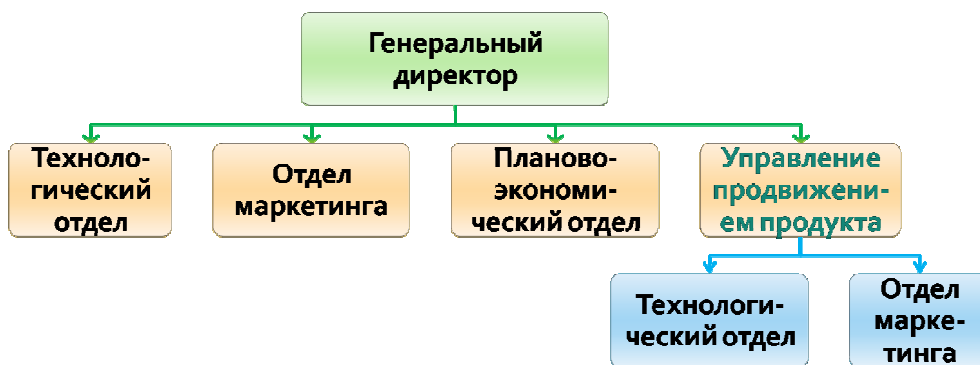 Генеральный
директор
Техноло-
гический
отдел
Отдел
маркетинга
Планово-
экономи-
ческий отдел
Управление
продвижени-
ем продукта
Технологи-
ческий отдел
Отдел
марке-
тинга